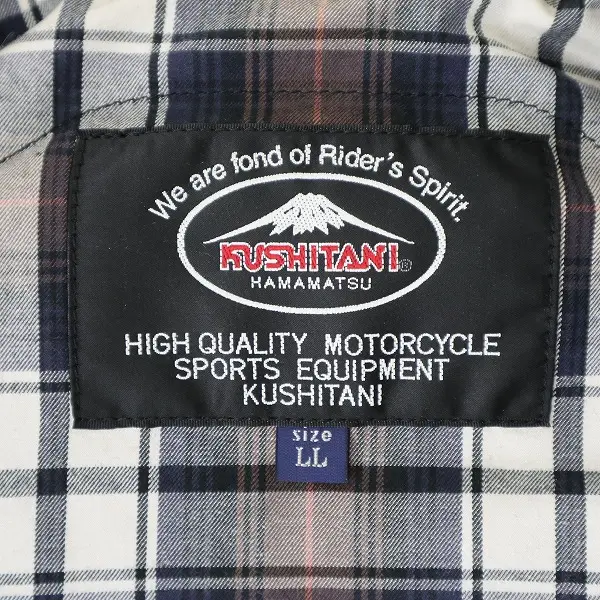 We are fond of Rider's Spirit.
KUSHITANI®
HAMAMATSU
HIGH QUALITY MOTORCYCLE
SPORTS EQUIPMENT
KUSHITANI
size
LL